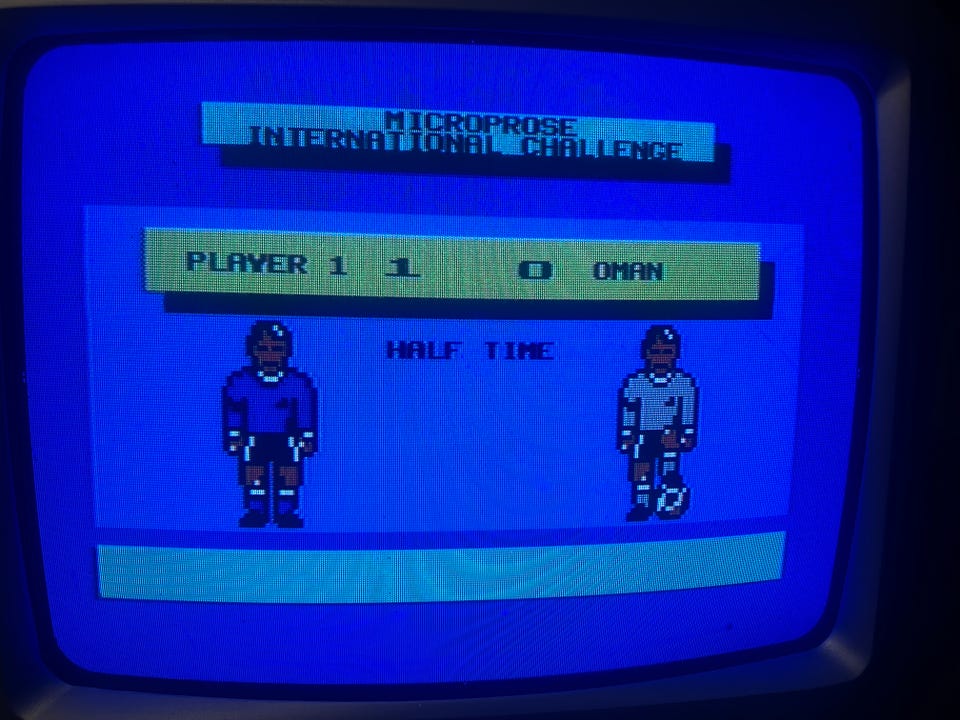 MICROPROSE
INTERNATIONAL CHALLENGE
PLAYER 1 1 0 OMAN
HALF TIME